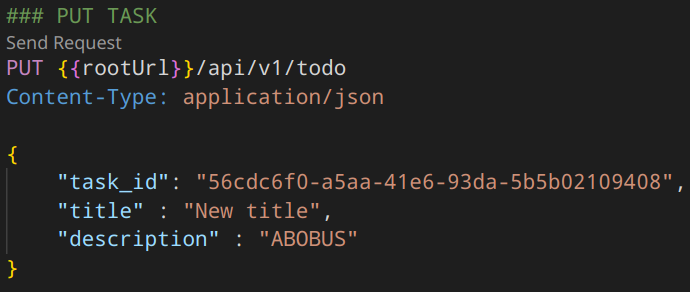 ### PUT TASK
Send Request
PUT {{rootUrl}}/api/v1/todo
Content-Type: application/json
{
"task_id": "56cdc6f0-a5aa-41e6-93da-5b5b02109408",
"title" : "New title",
"description" : "ABOBUS"
}